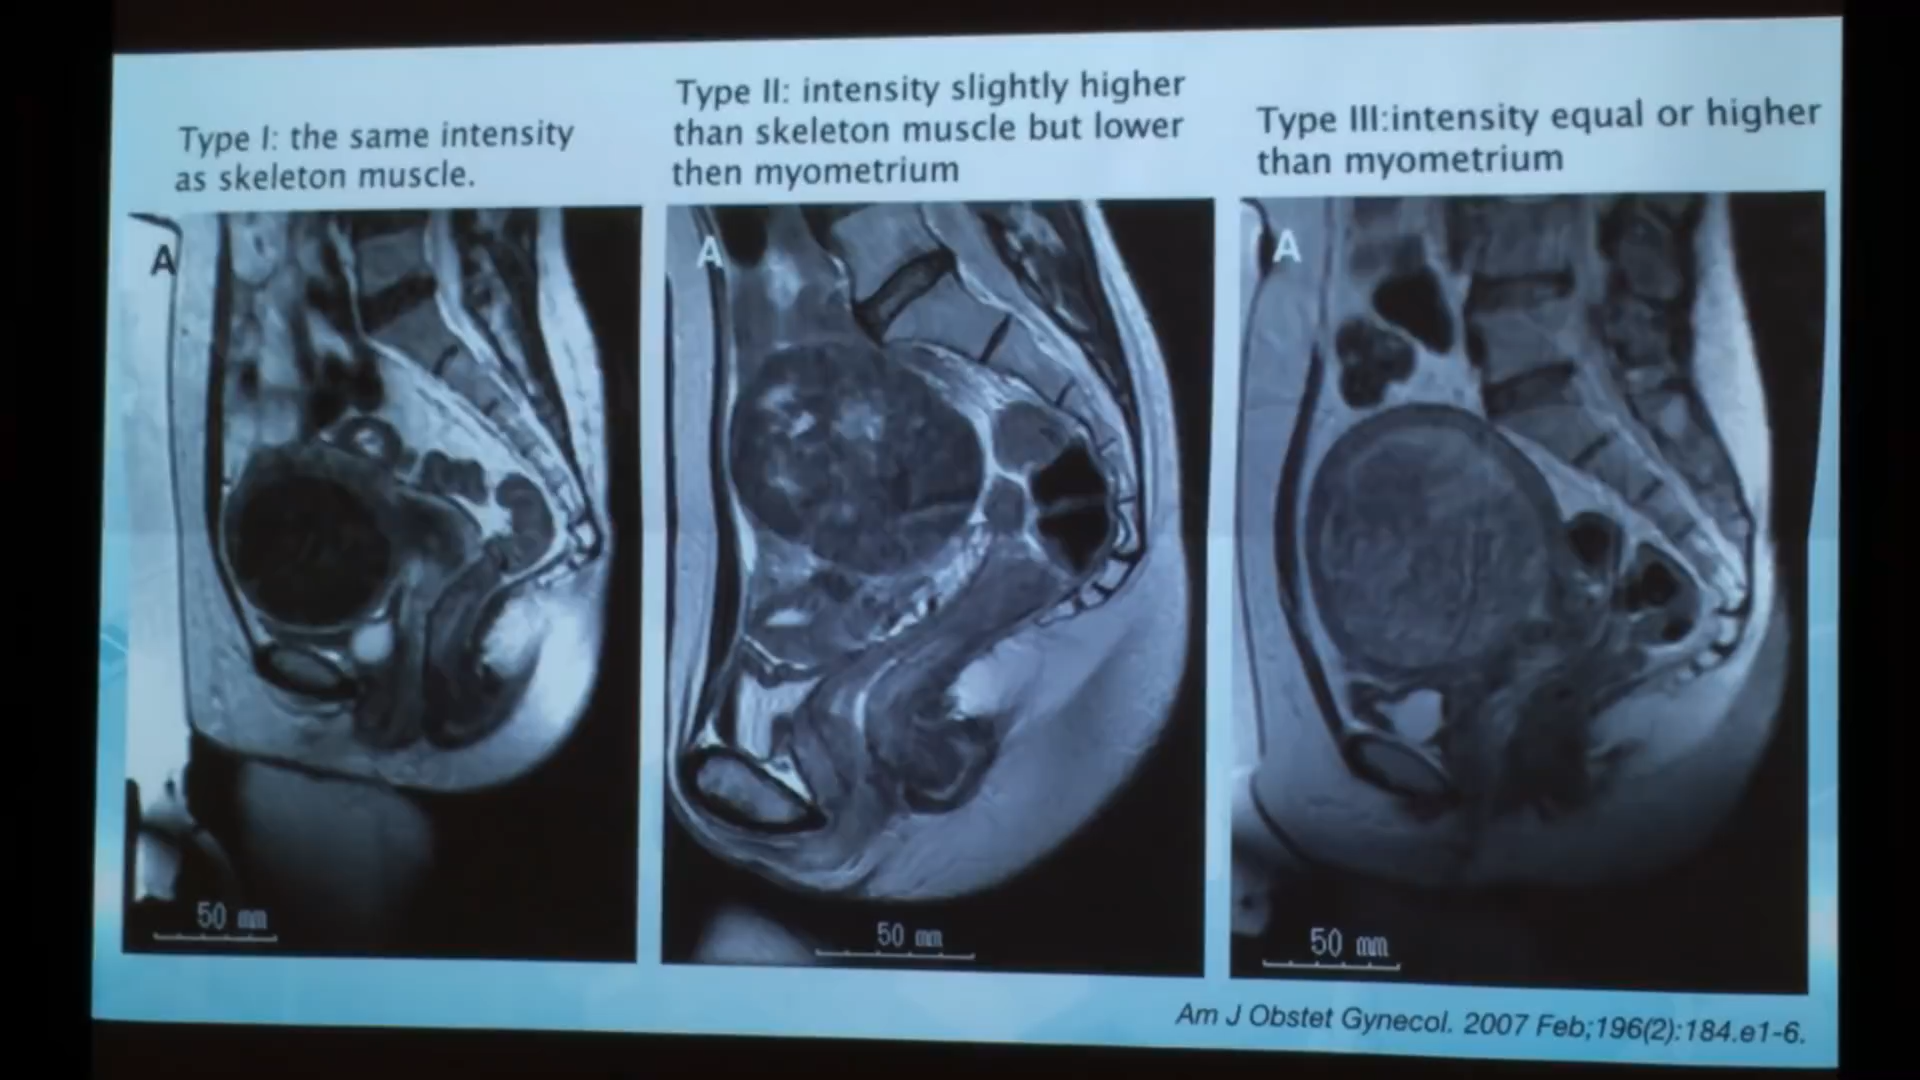 Type I: the same intensity
as skeleton muscle.
Type II: intensity slightly higher
than skeleton muscle but lower
then myometrium
Type III:intensity equal or higher
than myometrium
A
A
A
50 mm
50 mm
50 mm
Am J Obstet Gynecol. 2007 Feb;196(2):184.e1-6.